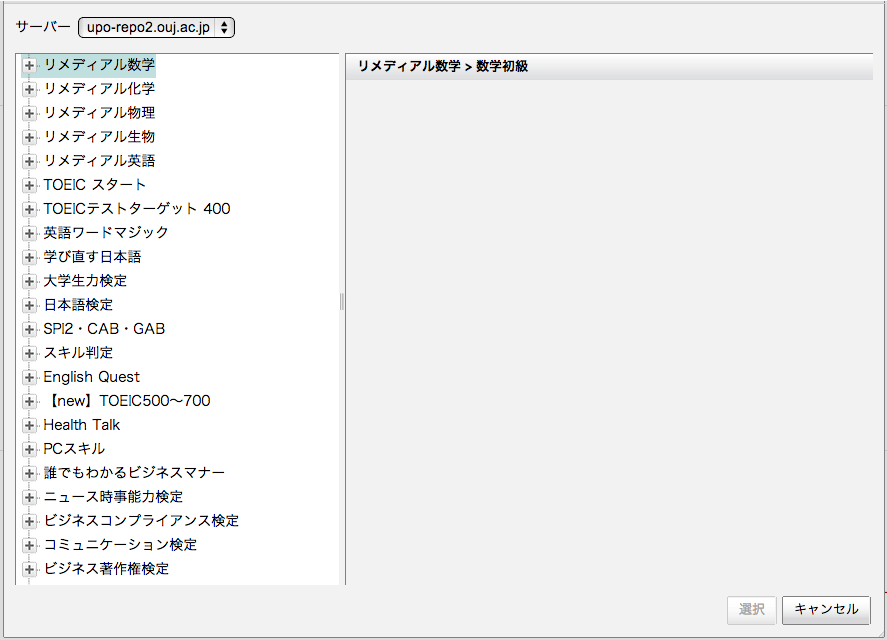 サーバー upo-repo2.ouj.ac.jp
リメディアル数学 > 数学初級
リメディアル数学
リメディアル化学
リメディアル物理
リメディアル生物
リメディアル英語
TOEIC スタート
TOEICテストターゲット 400
英語ワードマジック
学び直す日本語
大学生力検定
日本語検定
SPI2・CAB・GAB
スキル判定
English Quest
【new】TOEIC500〜700
Health Talk
PCスキル
誰でもわかるビジネスマナー
ニュース時事能力検定
ビジネスコンプライアンス検定
コミュニケーション検定
ビジネス著作権検定
選択 キャンセル